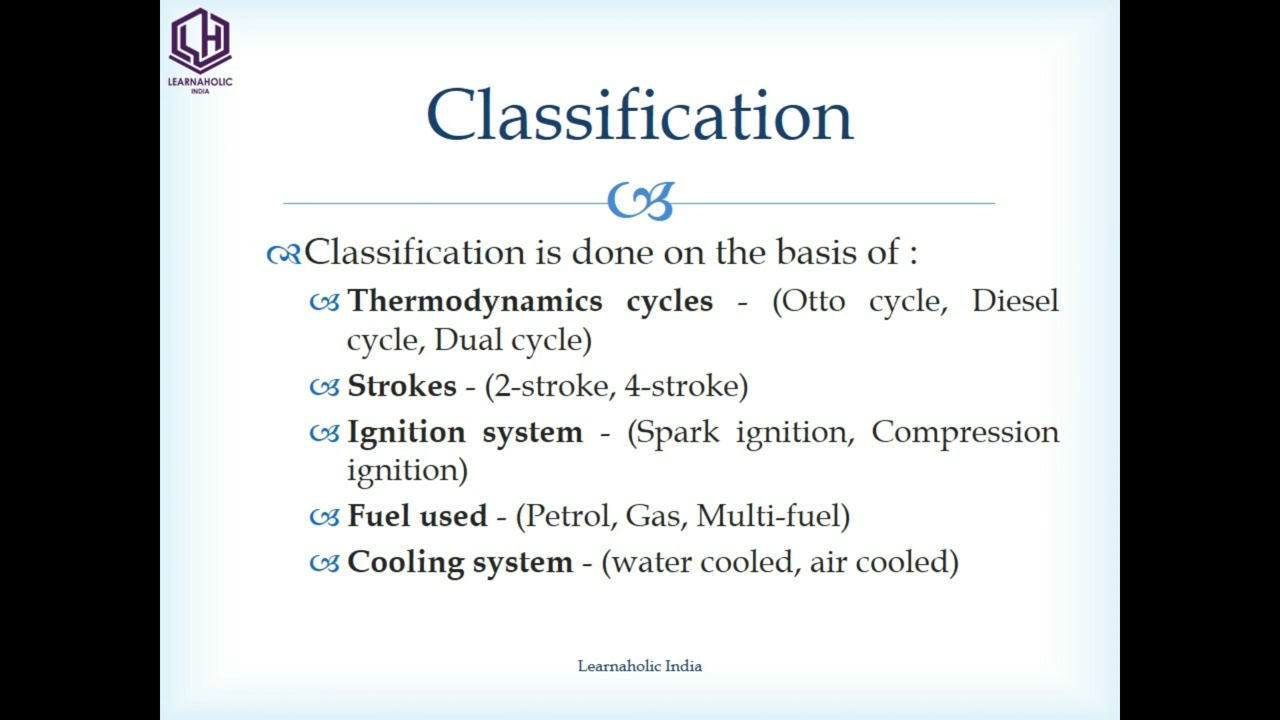 LH
LEARNAHOLIC
INDIA
Classification
Classification is done on the basis of :
Thermodynamics cycles - (Otto cycle, Diesel
cycle, Dual cycle)
Strokes - (2-stroke, 4-stroke)
Ignition system - (Spark ignition, Compression
ignition)
Fuel used - (Petrol, Gas, Multi-fuel)
Cooling system - (water cooled, air cooled)
Learnaholic India